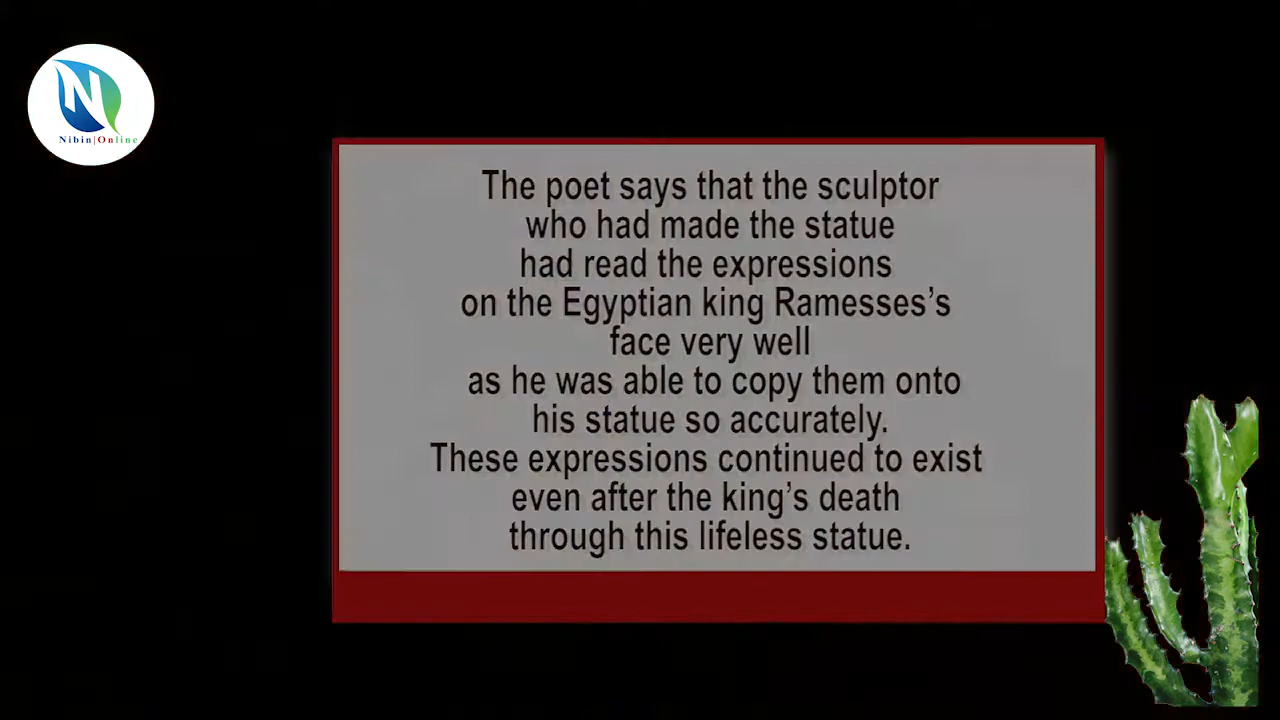 N
Nibin|Online
The poet says that the sculptor
who had made the statue
had read the expressions
on the Egyptian king Ramesses’s
face very well
as he was able to copy them onto
his statue so accurately.
These expressions continued to exist
even after the king’s death
through this lifeless statue.